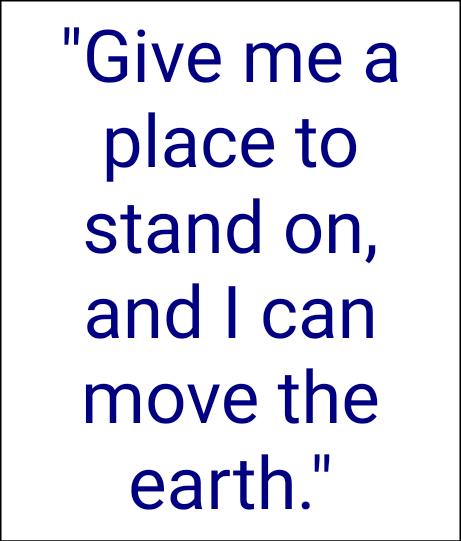 "Give me a
place to
stand on,
and I can
move the
earth."